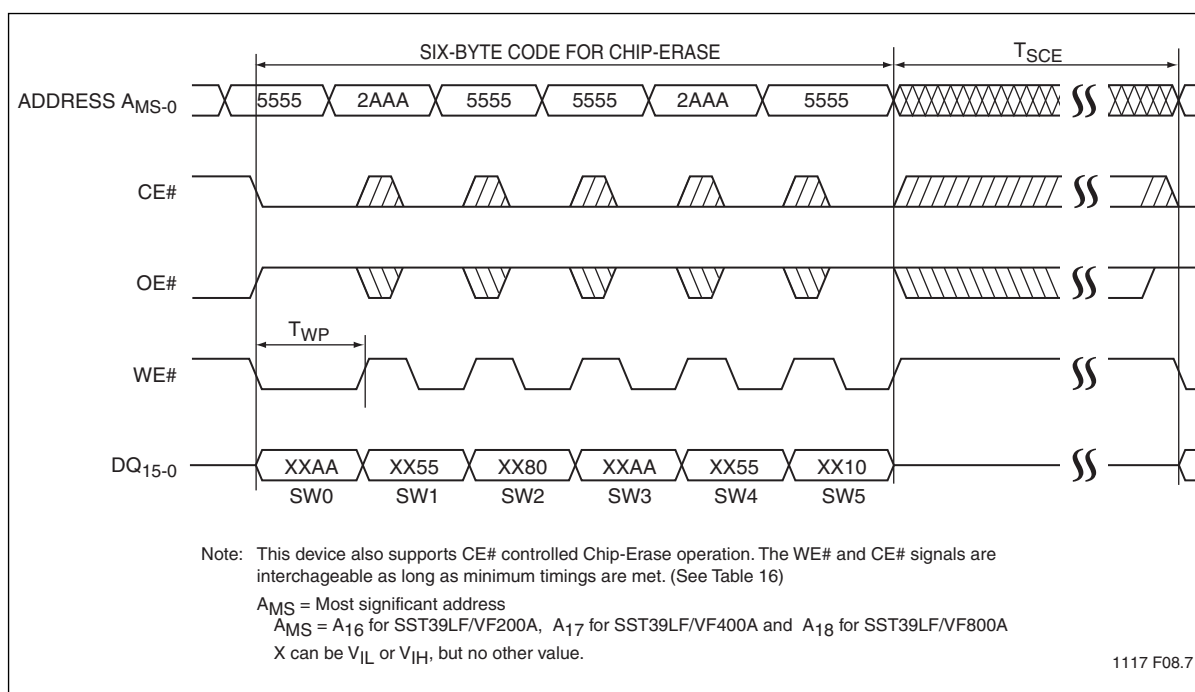 SIX-BYTE CODE FOR CHIP-ERASE TSCE
ADDRESS AMS-0 5555 2AAA 5555 5555 2AAA 5555
CE#
OE#
TWP
WE#
DQ15-0 XXAA XX55 XX80 XXAA XX55 XX10
SW0 SW1 SW2 SW3 SW4 SW5
Note: This device also supports CE# controlled Chip-Erase operation. The WE# and CE# signals are
interchageable as long as minimum timings are met. (See Table 16)
AMS = Most significant address
AMS = A16 for SST39LF/VF200A, A17 for SST39LF/VF400A and A18 for SST39LF/VF800A
X can be VIL or VIH, but no other value.
1117 F08.7